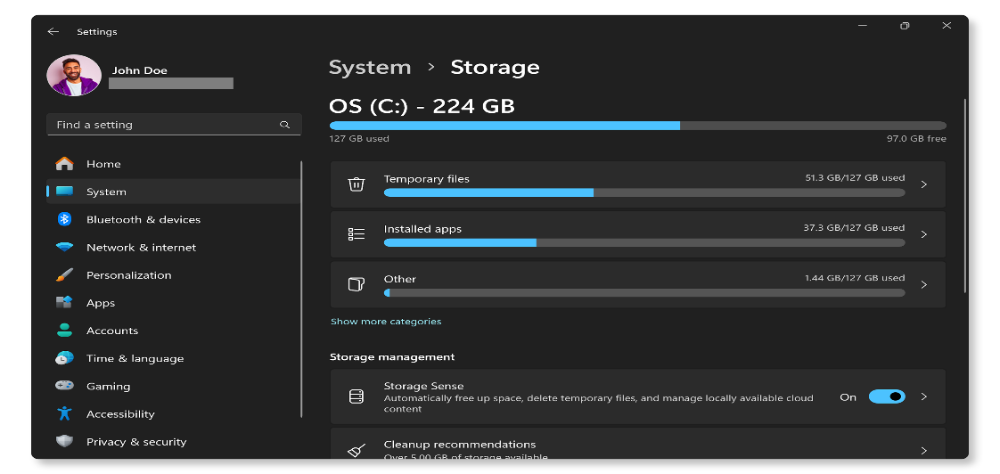 Settings
John Doe
Find a setting
Home
System
Bluetooth & devices
Network & internet
Personalization
Apps
Accounts
Time & language
Gaming
Accessibility
Privacy & security
System > Storage
OS (C:) - 224 GB
127 GB used
97.0 GB free
Temporary files
51.3 GB/127 GB used
Installed apps
37.3 GB/127 GB used
Other
1.44 GB/127 GB used
Show more categories
Storage management
Storage Sense
Automatically free up space, delete temporary files, and manage locally available cloud
content
On
Cleanup recommendations
Over 5.00 GB of storage available